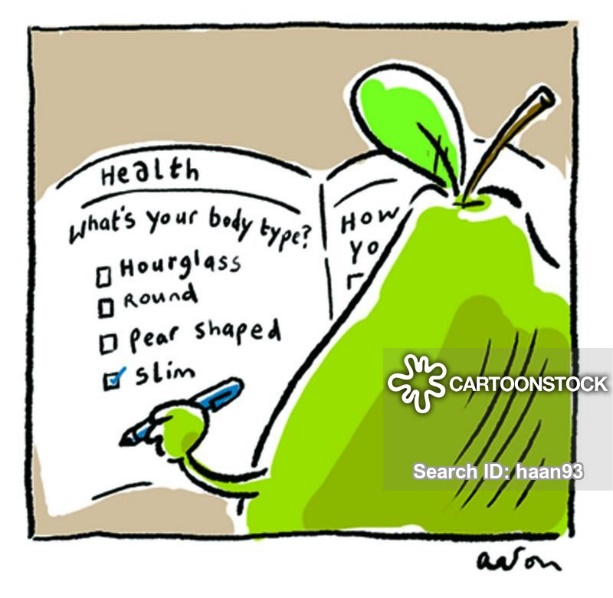 Health
What's your body type?
Hourglass
Round
Pear shaped
Slim
How
yo
CARTOONSTOCK
Search ID: haan93
aaron